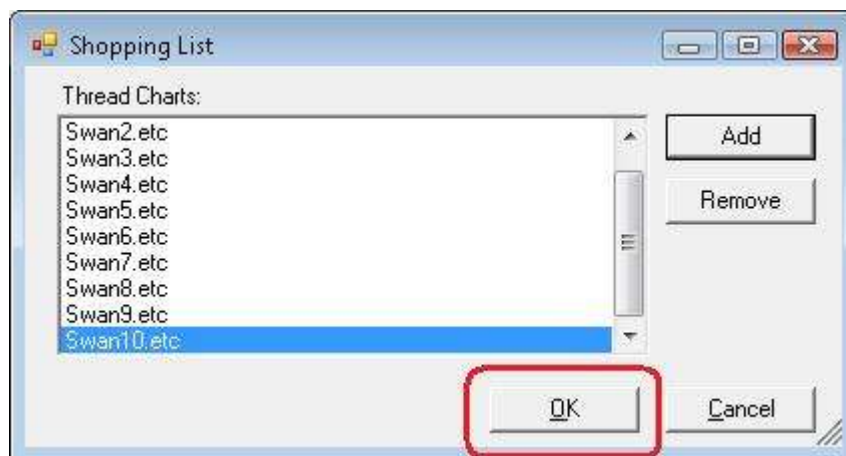 Shopping List
Thread Charts:
Swan2.etc
Swan3.etc
Swan4.etc
Swan5.etc
Swan6.etc
Swan7.etc
Swan8.etc
Swan9.etc
Swan10.etc
Add
Remove
OK
Cancel